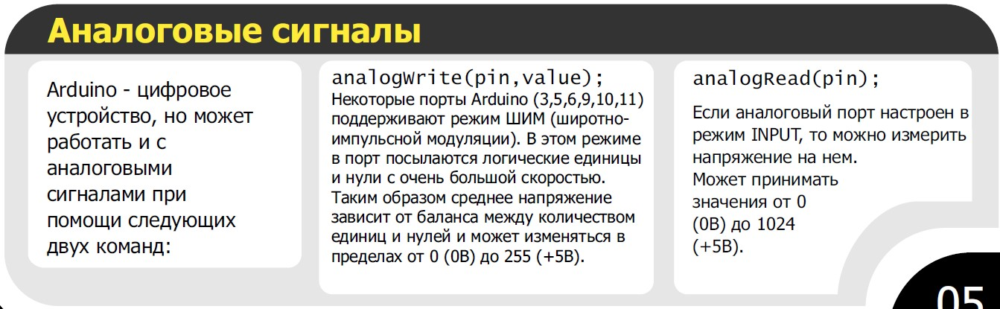 Аналоговые сигналы
Arduino - цифровое
устройство, но может
работать и с
аналоговыми
сигналами при
помощи следующих
двух команд:
analogWrite(pin,value);
Некоторые порты Arduino (3,5,6,9,10,11)
поддерживают режим ШИМ (широтно-
импульсной модуляции). В этом режиме
в порт посылаются логические единицы
и нули с очень большой скоростью.
Таким образом среднее напряжение
зависит от баланса между количеством
единиц и нулей и может изменяться в
пределах от 0 (0В) до 255 (+5В).
analogRead(pin);
Если аналоговый порт настроен в
режим INPUT, то можно измерить
напряжение на нем.
Может принимать
значения от 0
(0В) до 1024
(+5В).
05